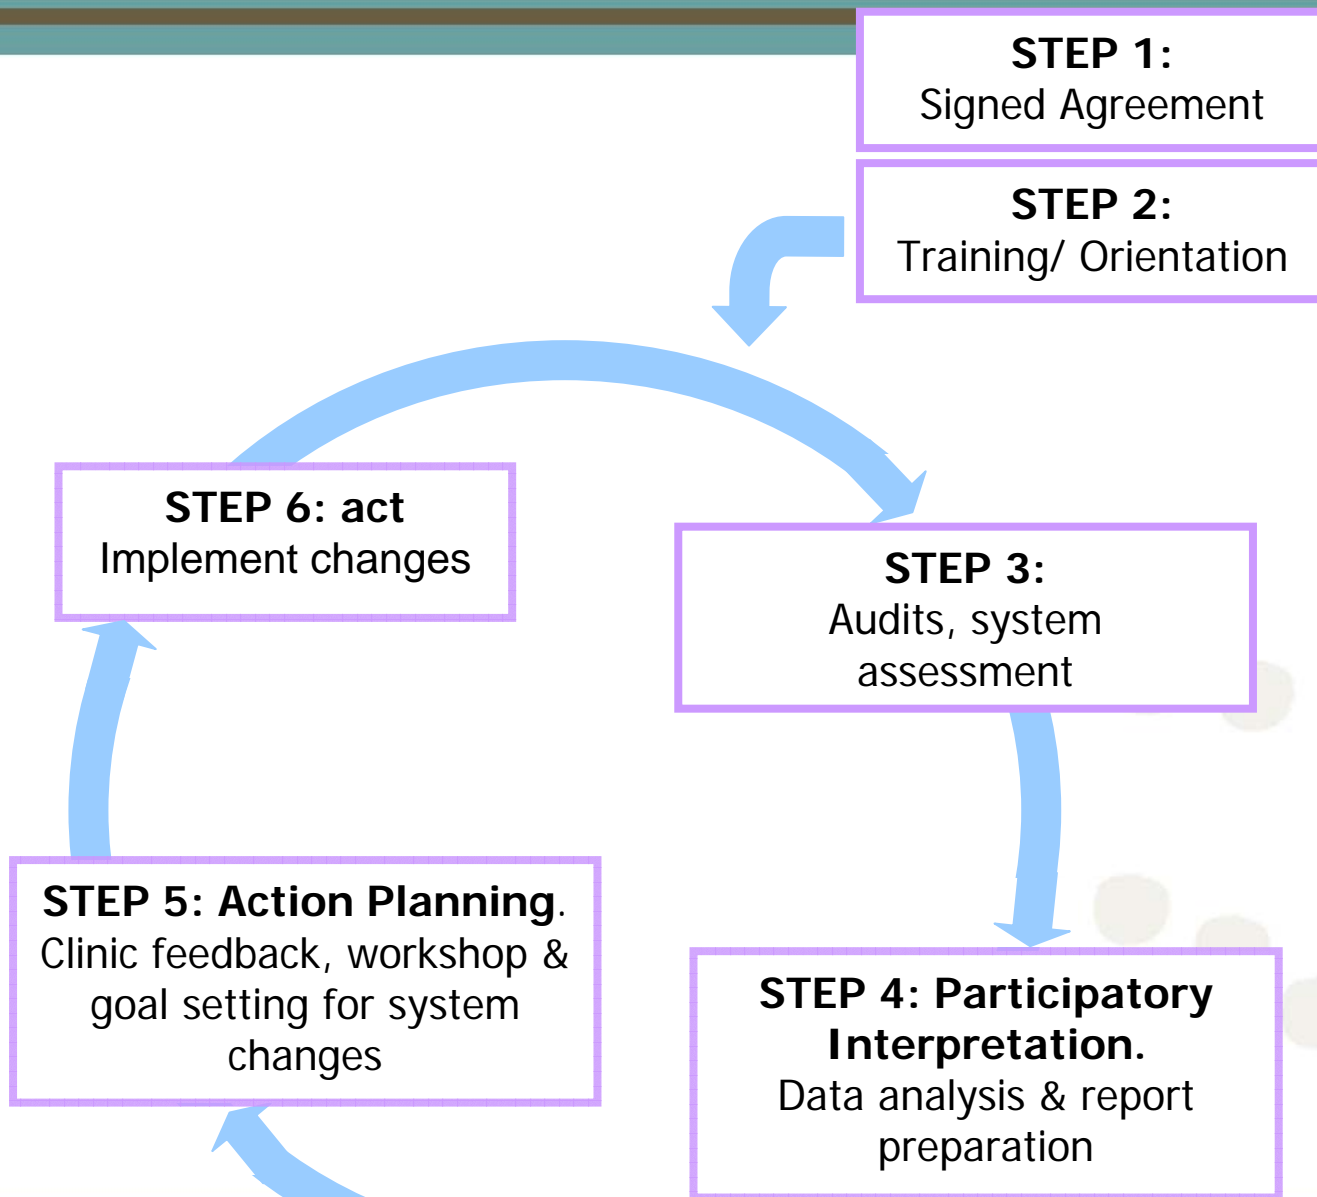 STEP 1:
Signed Agreement
STEP 2:
Training/ Orientation
STEP 6: act
Implement changes
STEP 3:
Audits, system
assessment
STEP 5: Action Planning.
Clinic feedback, workshop &
goal setting for system
changes
STEP 4: Participatory
Interpretation.
Data analysis & report
preparation